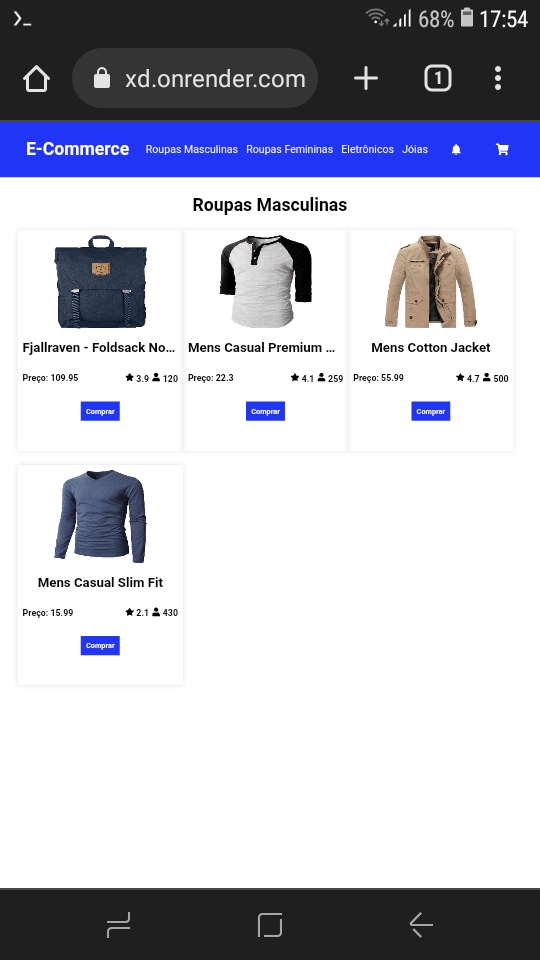 68% 17:54
xd.onrender.com 1
E-Commerce Roupas Masculinas Roupas Femininas Eletrônicos Jóias
Roupas Masculinas
Fjallraven - Foldsack No... Mens Casual Premium ... Mens Cotton Jacket
Preço: 109.95 3.9 120 Preço: 22.3 4.1 259 Preço: 55.99 4.7 500
Comprar Comprar Comprar
Mens Casual Slim Fit
Preço: 15.99 2.1 430
Comprar